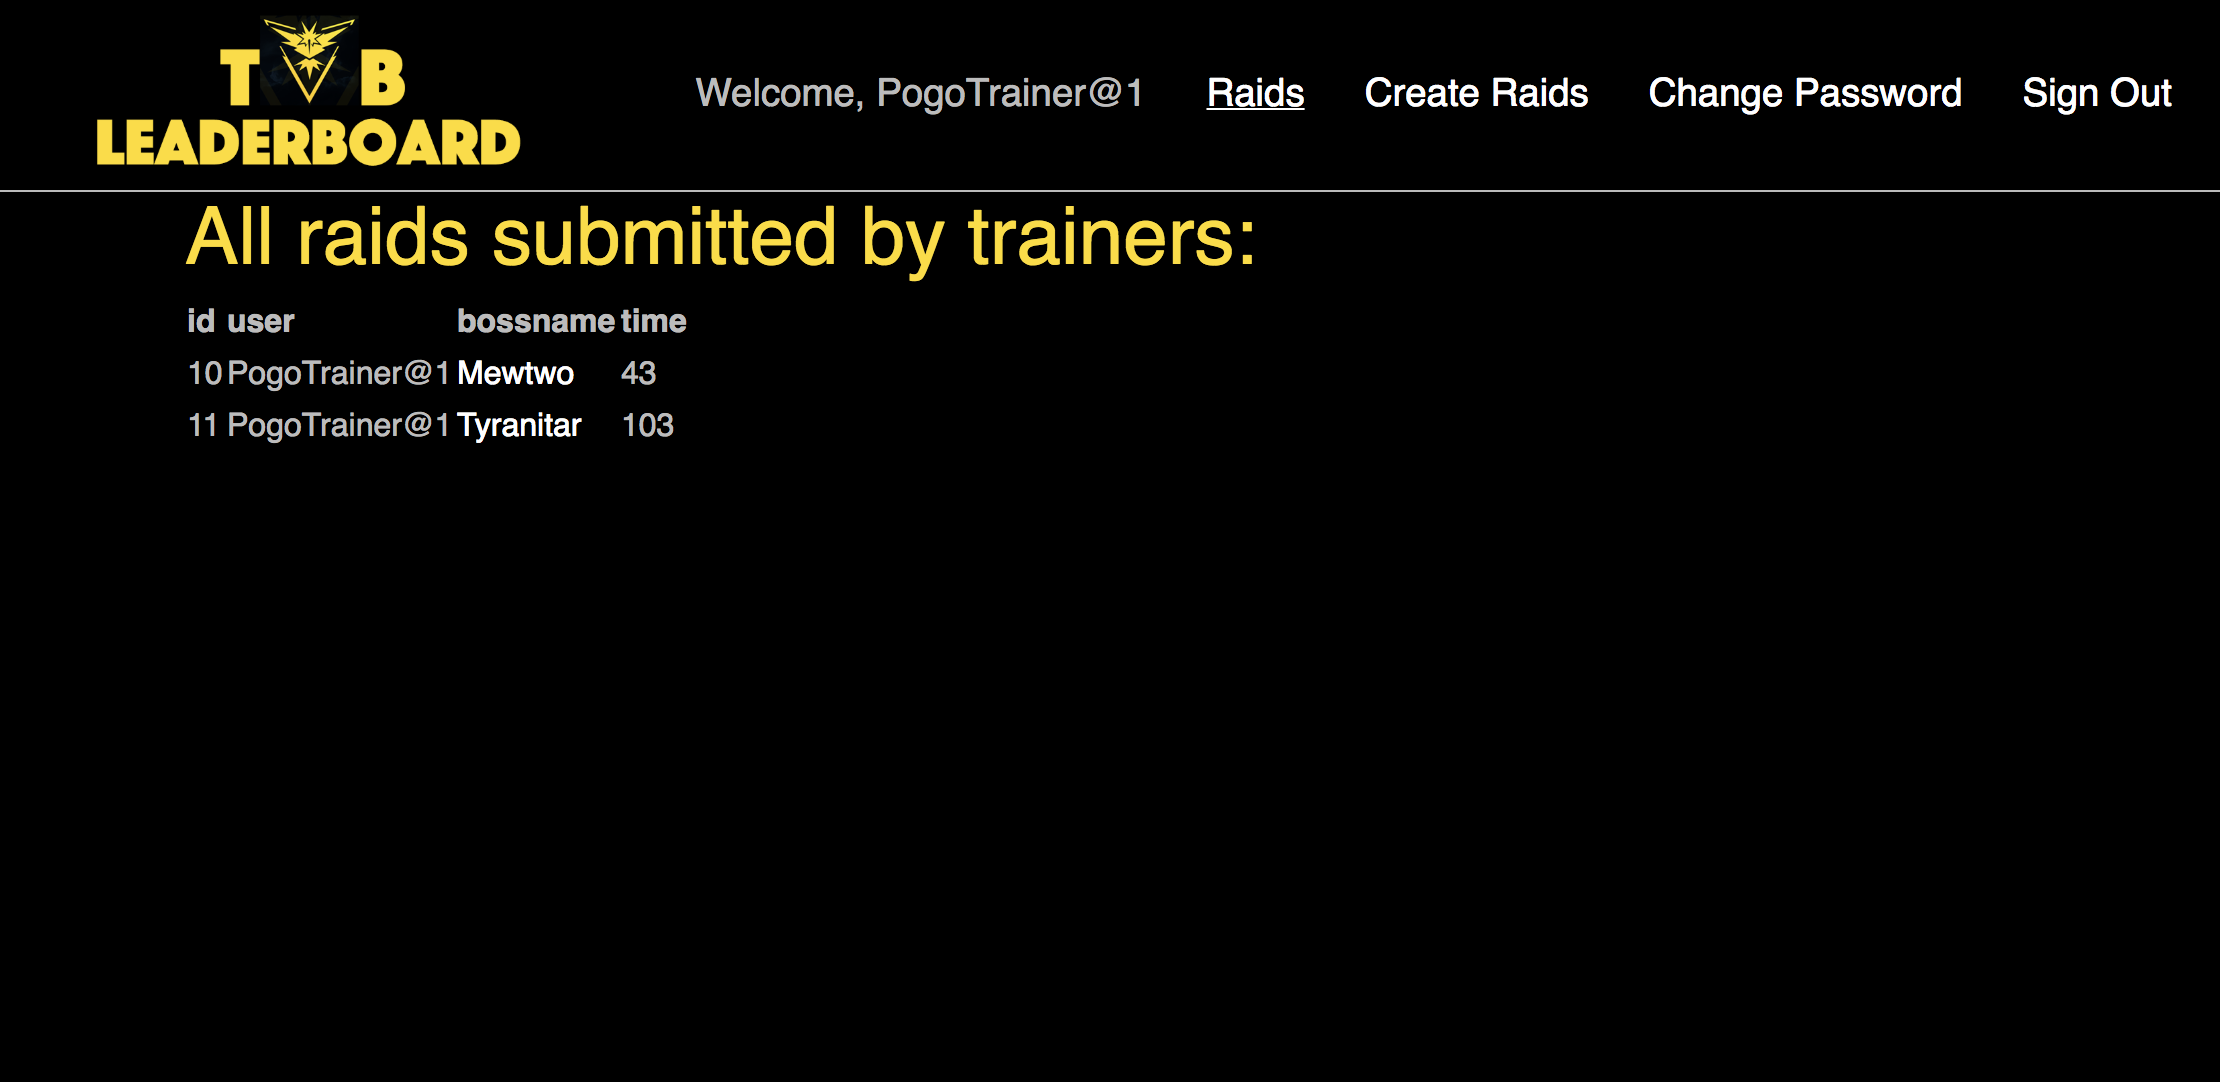 T B
LEADERBOARD
Welcome, PogoTrainer@1 Raids Create Raids Change Password Sign Out
All raids submitted by trainers:
id user bossname time
10 PogoTrainer@1 Mewtwo 43
11 PogoTrainer@1 Tyranitar 103